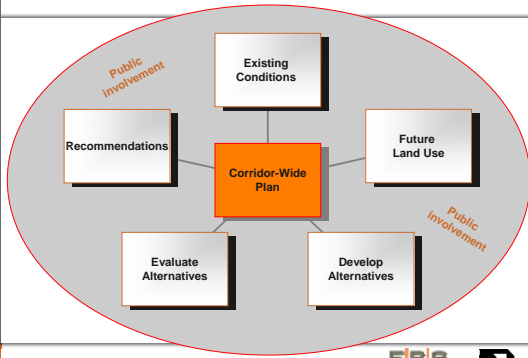 Public
involvement
Existing
Conditions
Recommendations
Future
Land Use
Corridor-Wide
Plan
Public
involvement
Evaluate
Alternatives
Develop
Alternatives